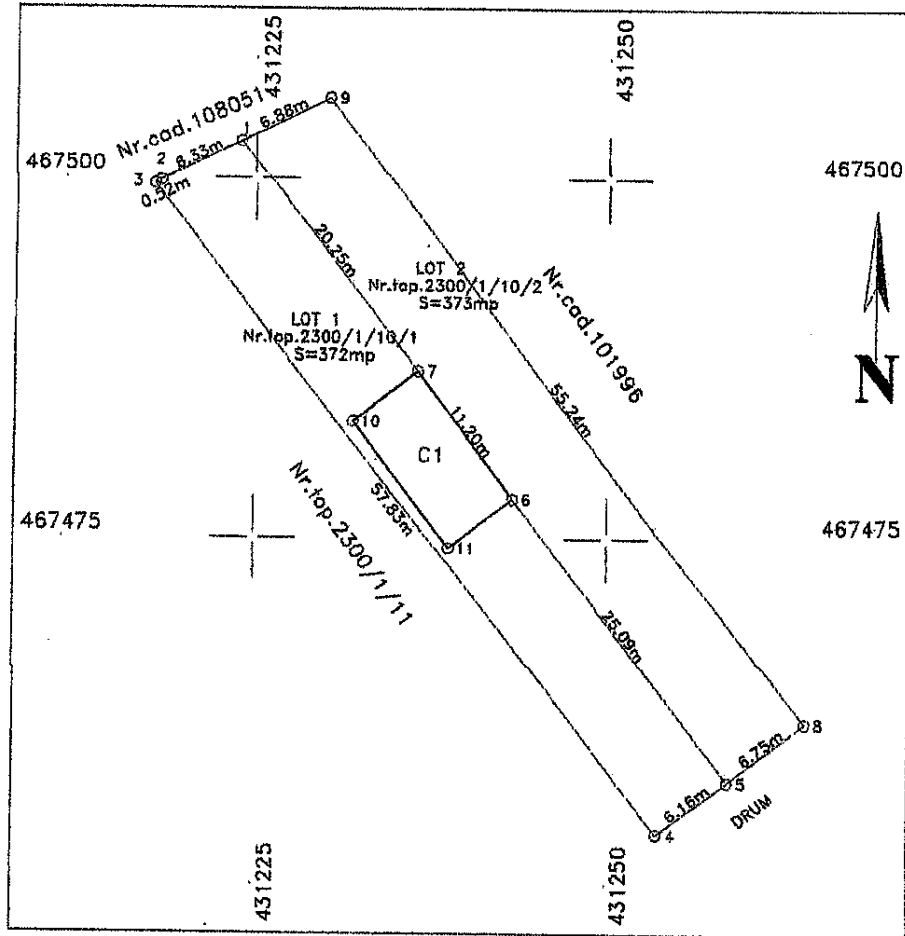 431225
431250
Nr.cad.108051
1
6.88m
9
467500
2
6.33m
3
0.52m
467500
20.25m
LOT 2
Nr.top.2300/1/10/2
S=373mp
Nr.cad.101996
LOT 1
Nr.top.2300/1/10/1
S=372mp
7
55.24m
N
10
11.20m
C1
6
57.83m
Nr.top.2300/1/11
467475
11
467475
25.09m
8
6.75m
5
6.16m
DRUM
4
431225
431250